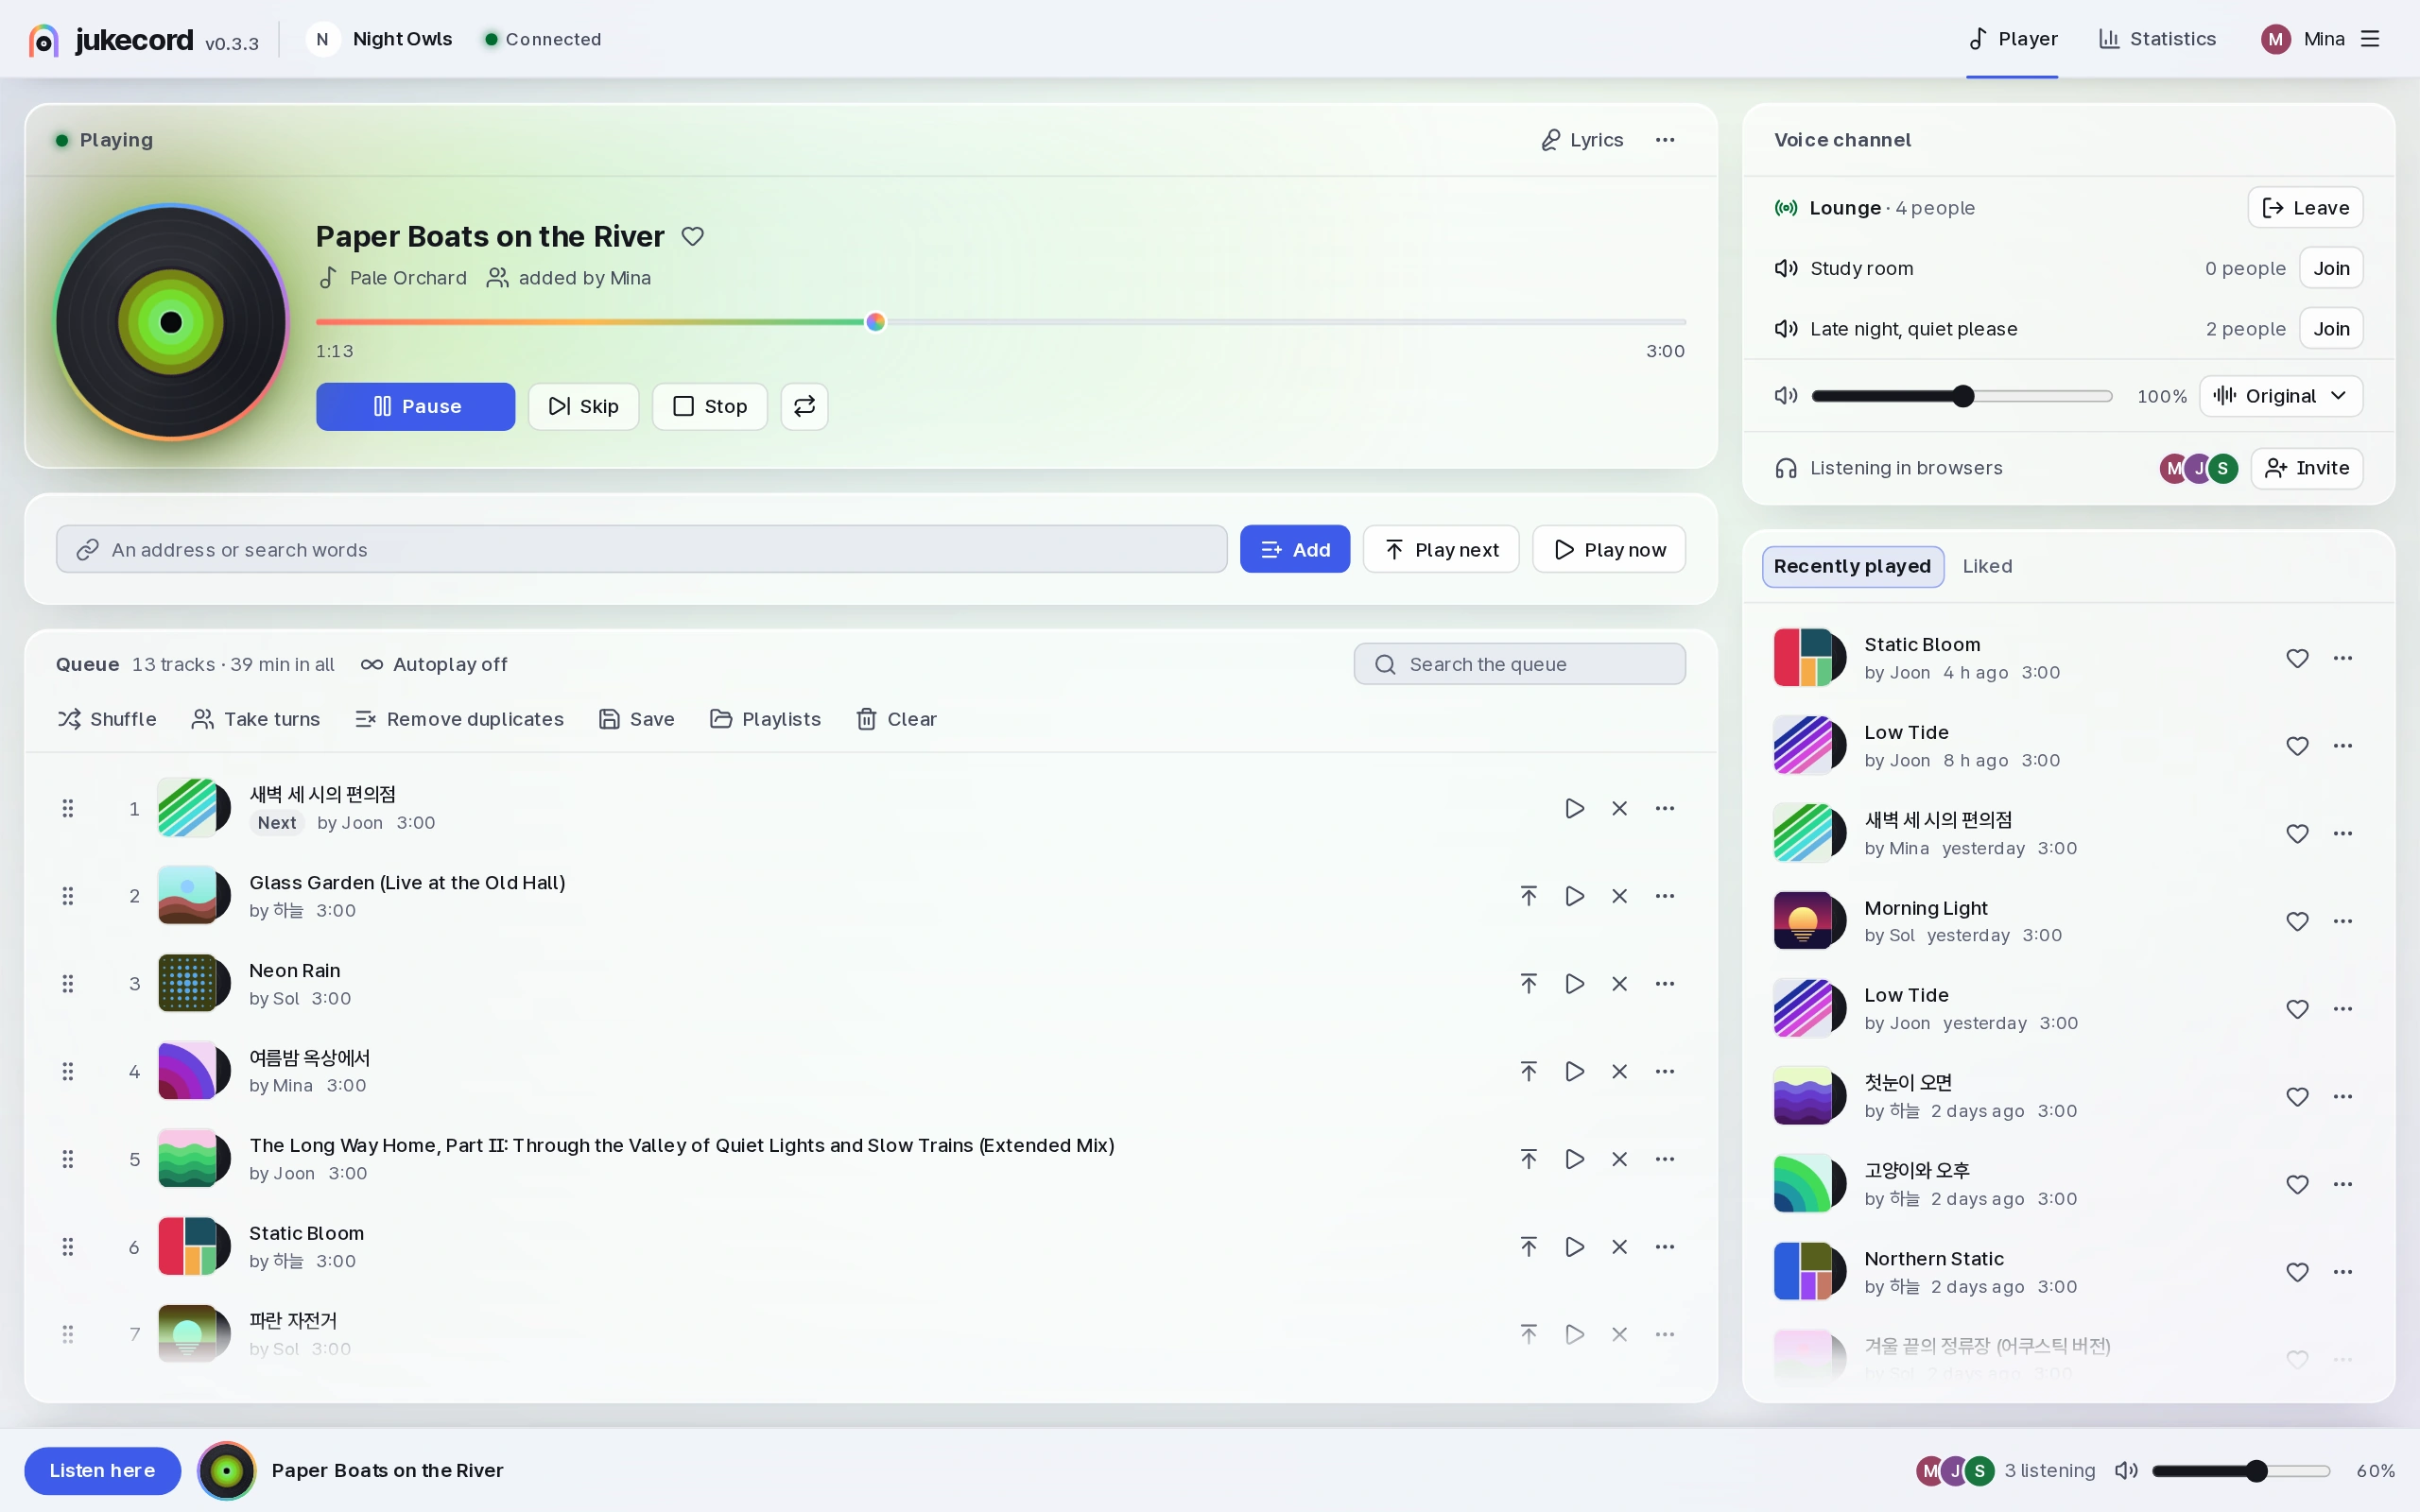 jukecord v0.3.3 N Night Owls Connected Player Statistics M Mina
Playing Lyrics
Paper Boats on the River
Pale Orchard added by Mina
1:13 3:00
Pause Skip Stop
An address or search words Add Play next Play now
Queue 13 tracks · 39 min in all Autoplay off Search the queue
Shuffle Take turns Remove duplicates Save Playlists Clear
1 새벽 세 시의 편의점
Next by Joon 3:00
2 Glass Garden (Live at the Old Hall)
by 하늘 3:00
3 Neon Rain
by Sol 3:00
4 여름밤 옥상에서
by Mina 3:00
5 The Long Way Home, Part II: Through the Valley of Quiet Lights and Slow Trains (Extended Mix)
by Joon 3:00
6 Static Bloom
by 하늘 3:00
7 파란 자전거
by Sol 3:00
Voice channel
Lounge · 4 people Leave
Study room 0 people Join
Late night, quiet please 2 people Join
100% Original
Listening in browsers M J S Invite
Recently played Liked
Static Bloom
by Joon 4 h ago 3:00
Low Tide
by Joon 8 h ago 3:00
새벽 세 시의 편의점
by Mina yesterday 3:00
Morning Light
by Sol yesterday 3:00
Low Tide
by Joon yesterday 3:00
첫눈이 오면
by 하늘 2 days ago 3:00
고양이와 오후
by 하늘 2 days ago 3:00
Northern Static
by 하늘 2 days ago 3:00
겨울 끝의 정류장 (어쿠스틱 버전)
by Sol 2 days ago 3:00
Listen here Paper Boats on the River M J S 3 listening 60%